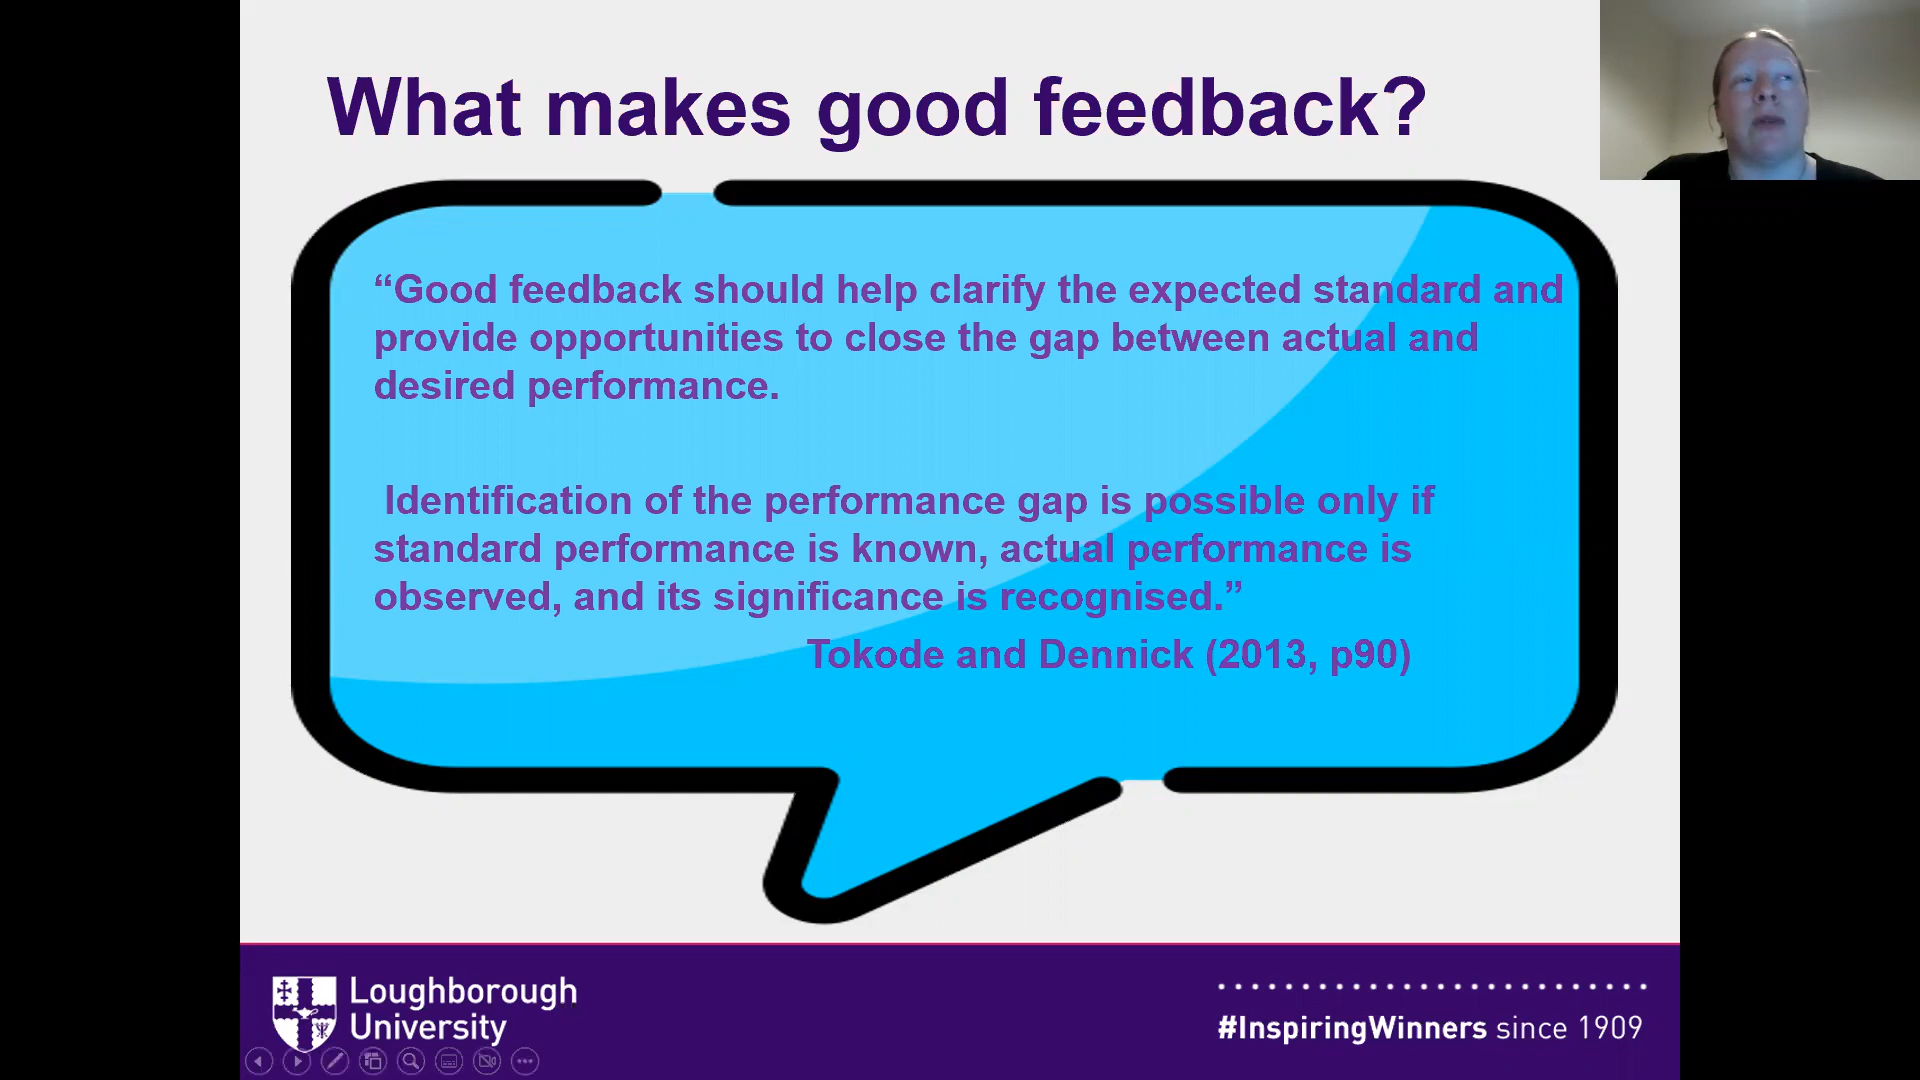 What makes good feedback?
“Good feedback should help clarify the expected standard and
provide opportunities to close the gap between actual and
desired performance.
Identification of the performance gap is possible only if
standard performance is known, actual performance is
observed, and its significance is recognised.”
Tokode and Dennick (2013, p90)
Loughborough
University
#InspiringWinners since 1909